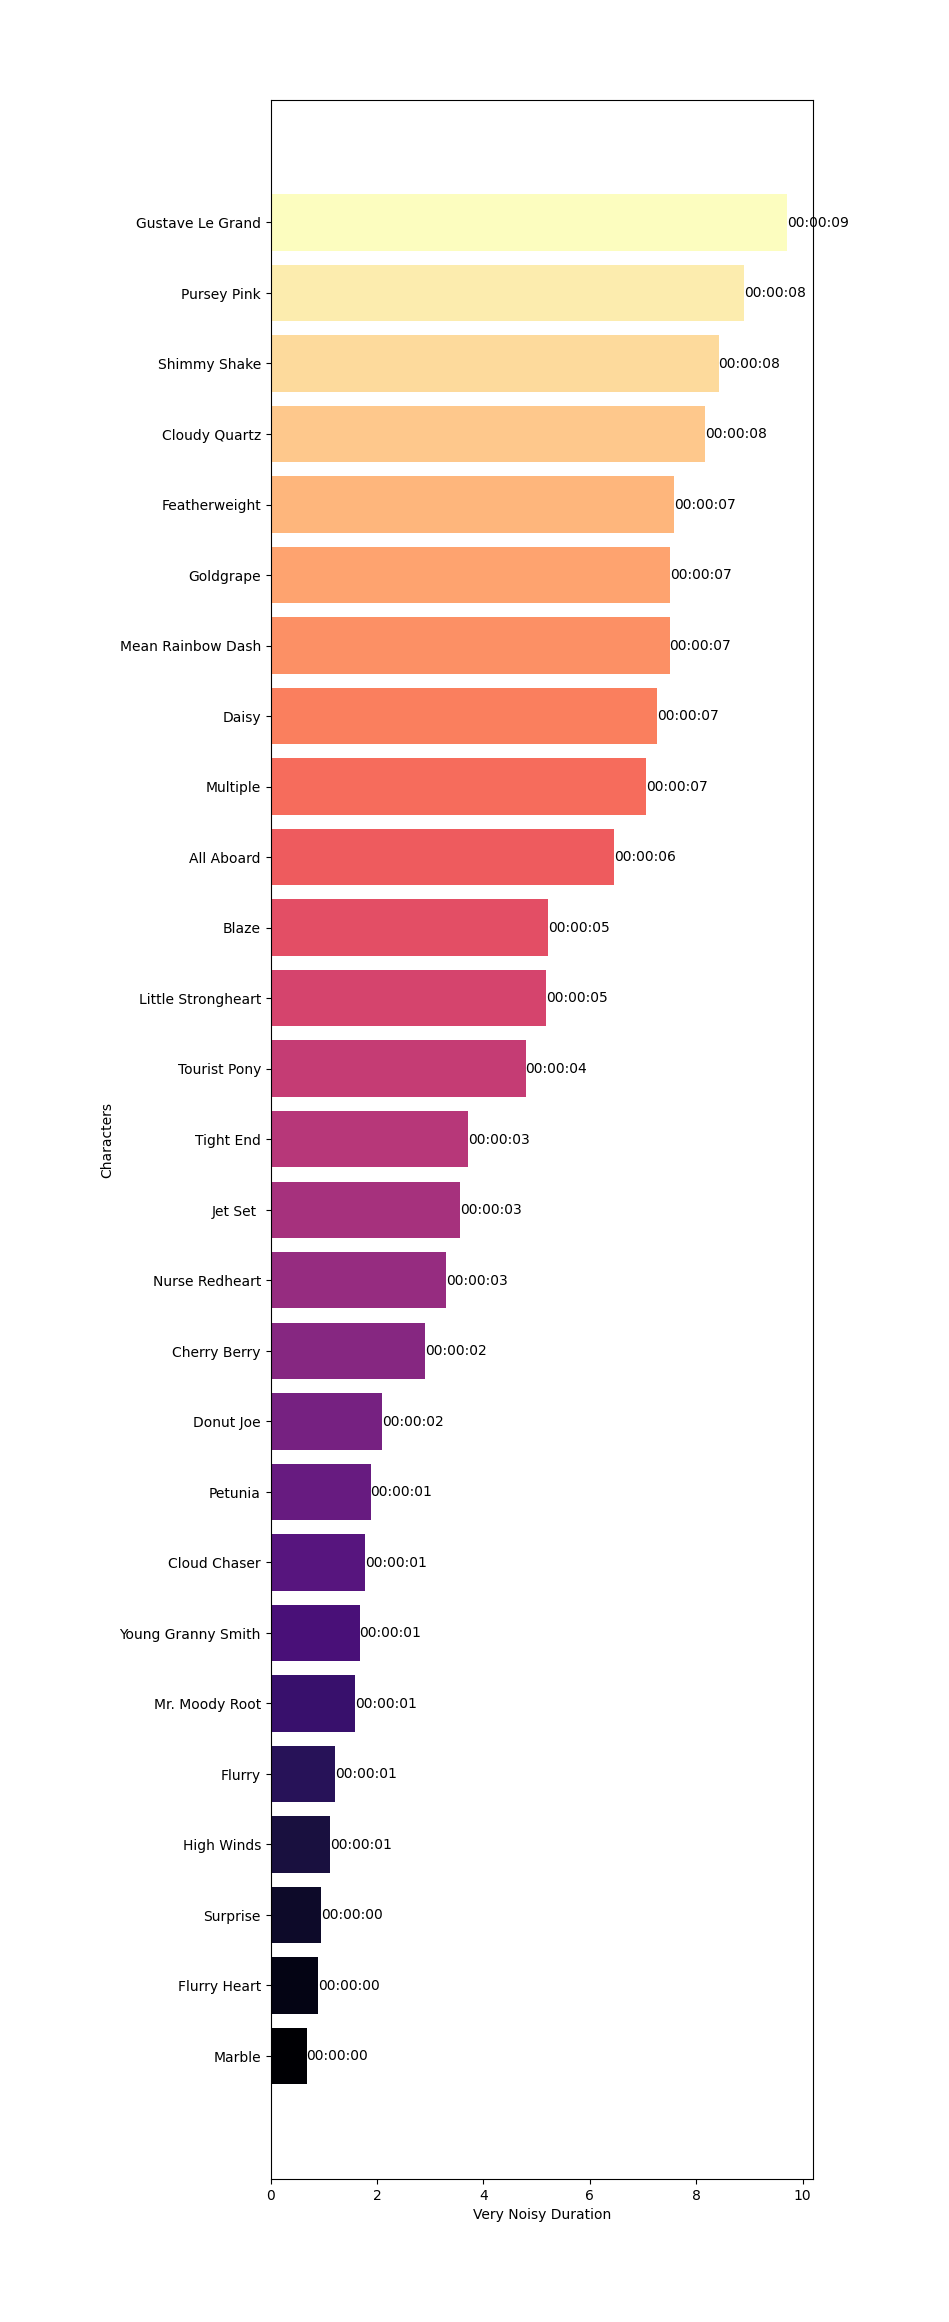 Gustave Le Grand 00:00:09
Pursey Pink 00:00:08
Shimmy Shake 00:00:08
Cloudy Quartz 00:00:08
Featherweight 00:00:07
Goldgrape 00:00:07
Mean Rainbow Dash 00:00:07
Daisy 00:00:07
Multiple 00:00:07
All Aboard 00:00:06
Blaze 00:00:05
Little Strongheart 00:00:05
Tourist Pony 00:00:04
Tight End 00:00:03
Jet Set 00:00:03
Nurse Redheart 00:00:03
Cherry Berry 00:00:02
Donut Joe 00:00:02
Petunia 00:00:01
Cloud Chaser 00:00:01
Young Granny Smith 00:00:01
Mr. Moody Root 00:00:01
Flurry 00:00:01
High Winds 00:00:01
Surprise 00:00:00
Flurry Heart 00:00:00
Marble 00:00:00
Characters
0 2 4 6 8 10
Very Noisy Duration